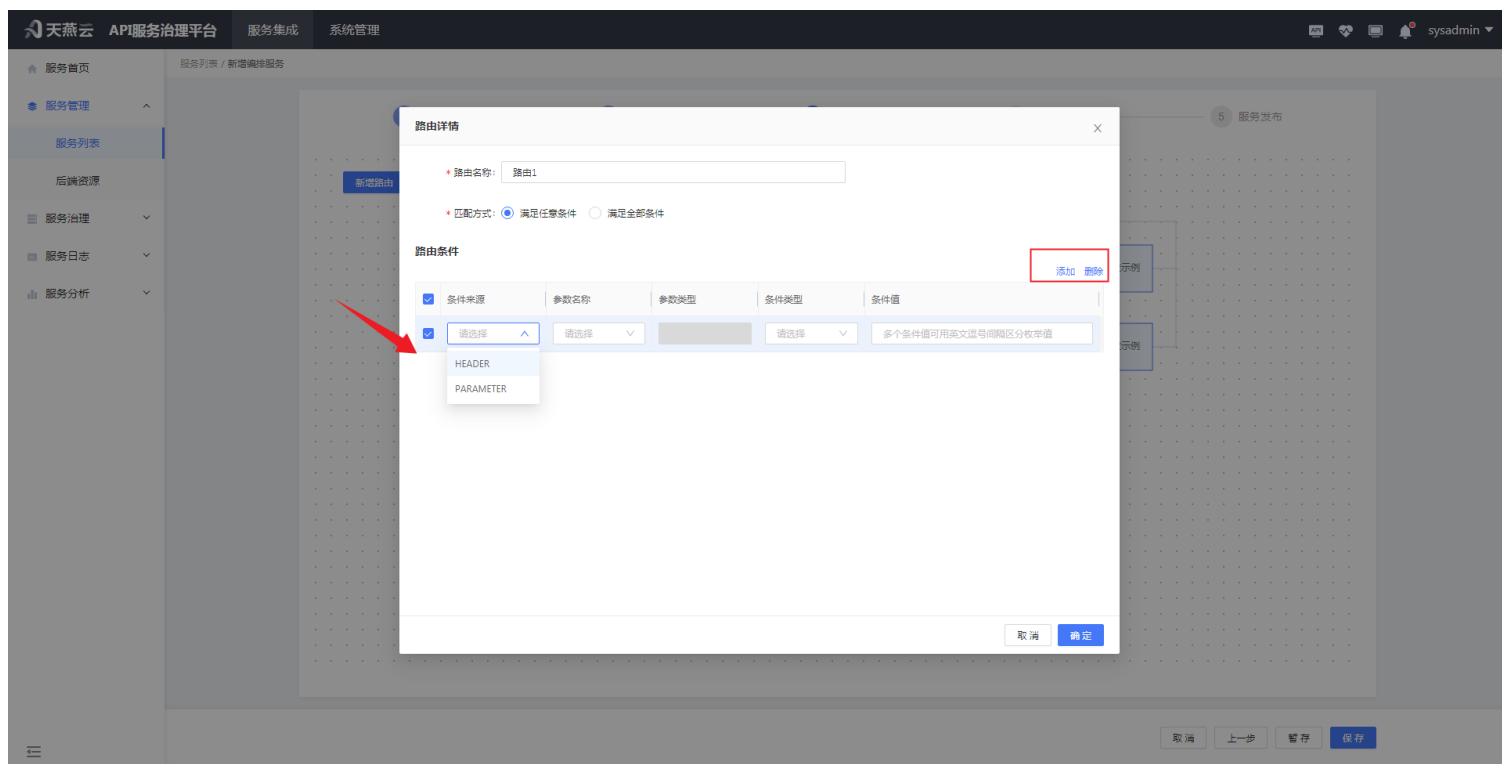 天燕云 API服务治理平台 服务集成 系统管理 API sysadmin
服务首页
服务列表 / 新增编排服务
服务管理
服务列表
后端资源
服务治理
服务日志
服务分析
5 服务发布
新增路由
示例
示例
路由详情
* 路由名称: 路由1
* 匹配方式: 满足任意条件 满足全部条件
路由条件
添加 删除
条件来源 参数名称 参数类型 条件类型 条件值
请选择 请选择 请选择 多个条件值可用英文逗号间隔区分枚举值
HEADER
PARAMETER
取消 确定
取消 上一步 暂存 保存